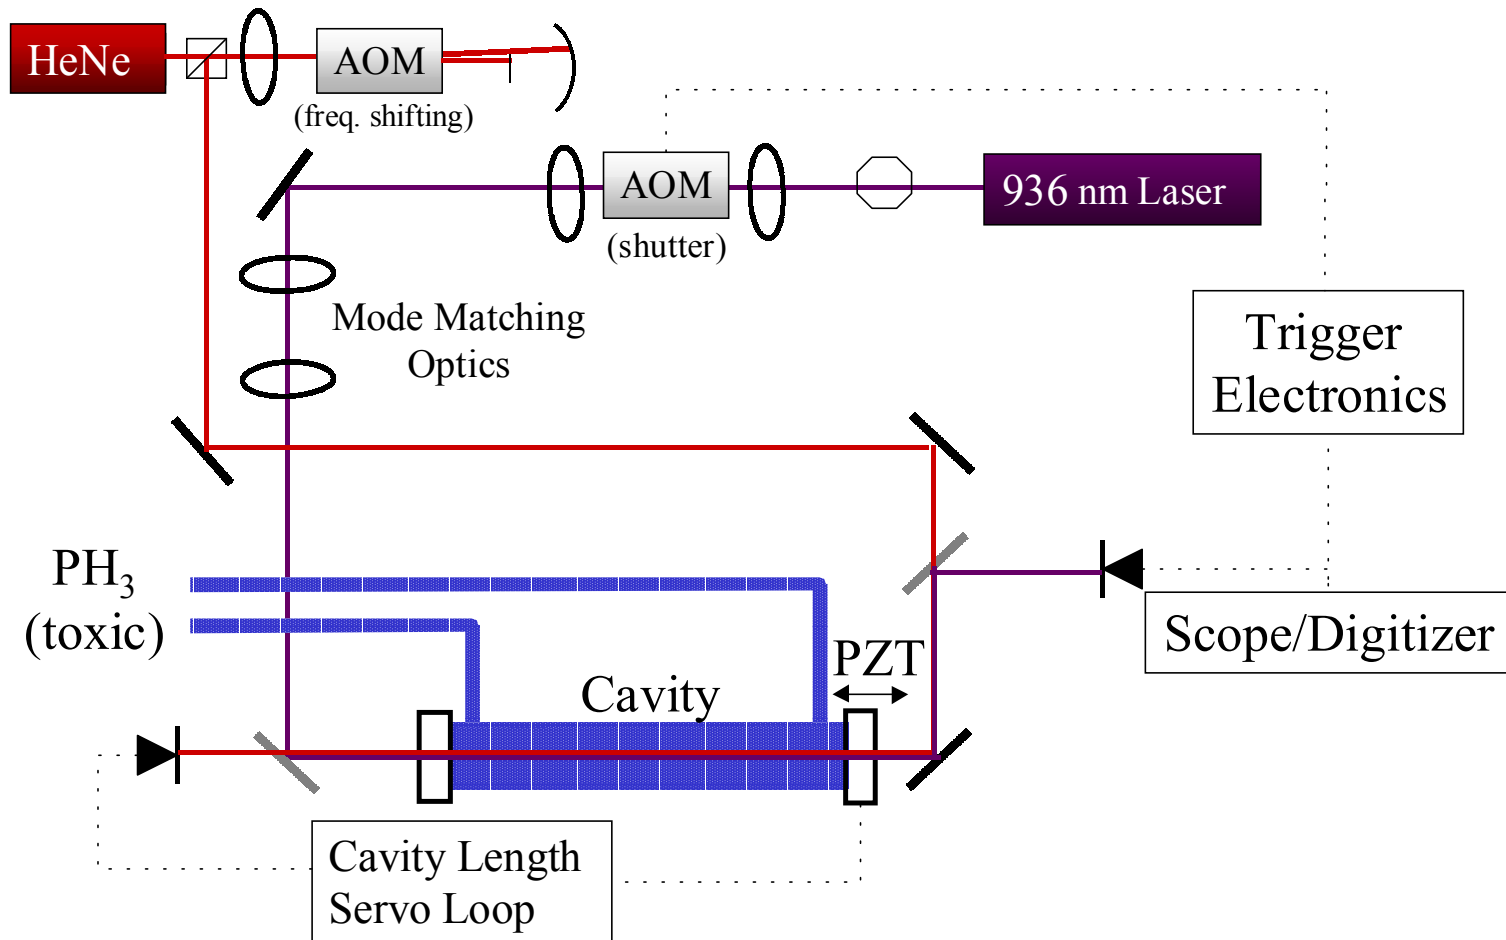 HeNe
AOM
(freq. shifting)
AOM
(shutter)
936 nm Laser
Mode Matching
Optics
Trigger
Electronics
PH₃
(toxic)
Cavity
PZT
Scope/Digitizer
Cavity Length
Servo Loop